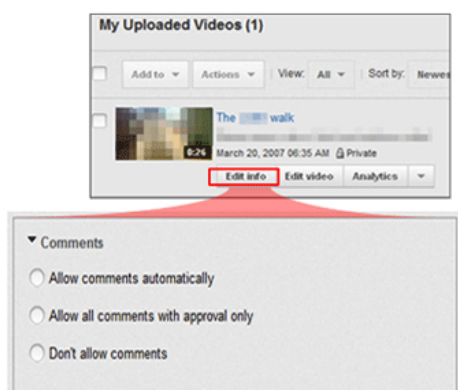 My Uploaded Videos (1)
Add to Actions View: All Sort by: Newes
The walk
0:26 March 20, 2007 06:35 AM Private
Edit info Edit video Analytics
Comments
Allow comments automatically
Allow all comments with approval only
Don't allow comments